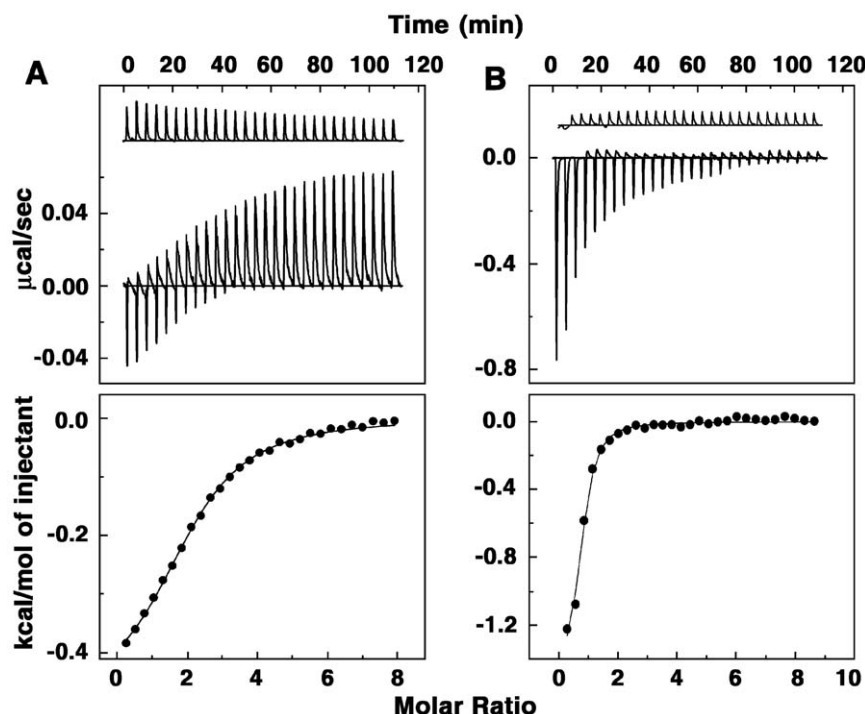 Time (min)
A
0 20 40 60 80 100 120
B
0 20 40 60 80 100 120
μcal/sec
0.04
0.00
-0.04
0.0
-0.4
-0.8
kcal/mol of injectant
0.0
-0.2
-0.4
0.0
-0.4
-0.8
-1.2
0 2 4 6 8
0 2 4 6 8 10
Molar Ratio